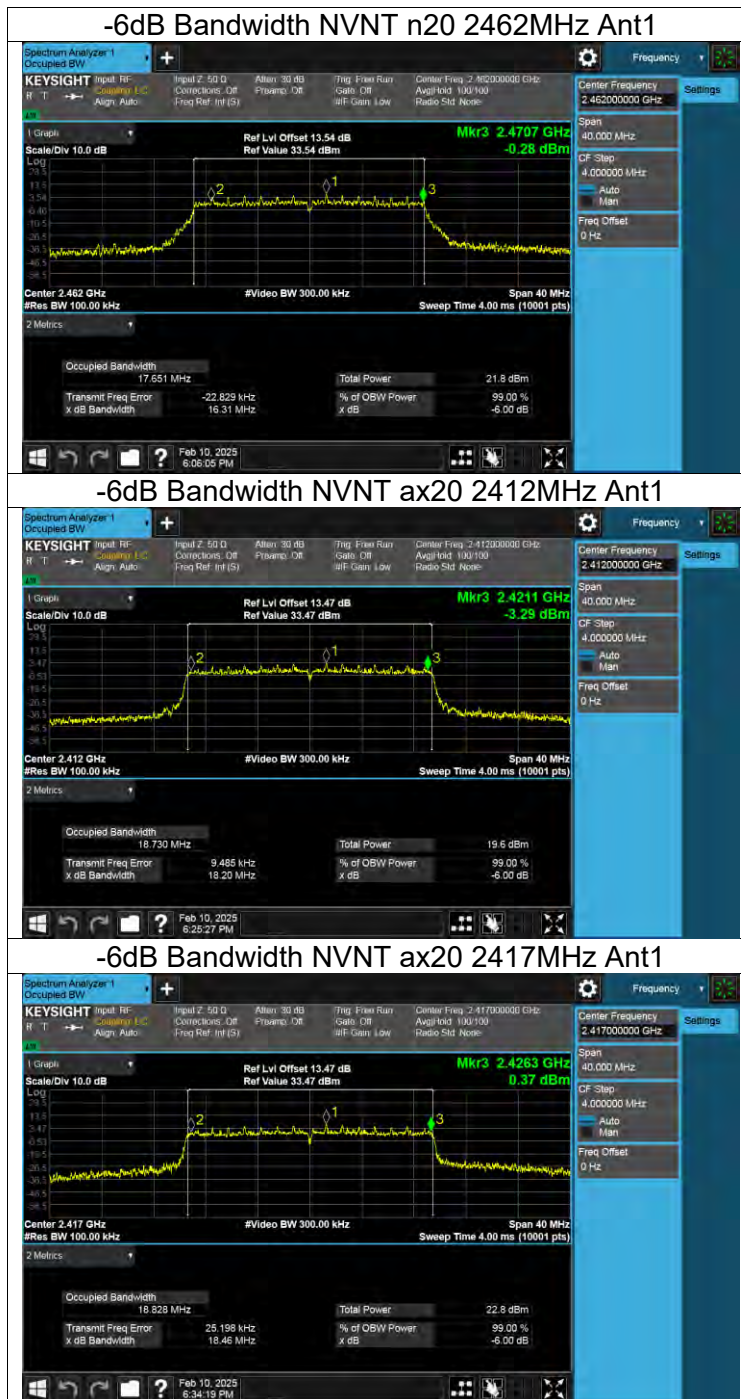 -6dB Bandwidth NVNT n20 2462MHz Ant1
Spectrum Analyzer 1
Occupied BW
Frequency
KEYSIGHT Input: RF Input Z: 50 Ω Atten: 30 dB Trig: Free Run Center Freq: 2.462000000 GHz
R T Coupling: DC Corrections: Off Preamp: Off Gate: Off Avg|Hold: 100/100
Align: Auto Freq Ref: Int (S) #IF Gain: Low Radio Std: None
Center Frequency
2.462000000 GHz
Settings
Span
40.000 MHz
CF Step
4.000000 MHz
Auto
Man
Freq Offset
0 Hz
1 Graph
Ref Lvl Offset 13.54 dB
Mkr3 2.4707 GHz
Scale/Div 10.0 dB
Ref Value 33.54 dBm
-0.28 dBm
Log
2
1
3
Center 2.462 GHz
#Video BW 300.00 kHz
Span 40 MHz
#Res BW 100.00 kHz
Sweep Time 4.00 ms (10001 pts)
2 Metrics
Occupied Bandwidth
17.651 MHz
Total Power 21.8 dBm
Transmit Freq Error -22.829 kHz
% of OBW Power 99.00 %
x dB Bandwidth 16.31 MHz
x dB -6.00 dB
Feb 10, 2025
6:06:05 PM
-6dB Bandwidth NVNT ax20 2412MHz Ant1
Spectrum Analyzer 1
Occupied BW
Frequency
KEYSIGHT Input: RF Input Z: 50 Ω Atten: 30 dB Trig: Free Run Center Freq: 2.412000000 GHz
R T Coupling: DC Corrections: Off Preamp: Off Gate: Off Avg|Hold: 100/100
Align: Auto Freq Ref: Int (S) #IF Gain: Low Radio Std: None
Center Frequency
2.412000000 GHz
Settings
Span
40.000 MHz
CF Step
4.000000 MHz
Auto
Man
Freq Offset
0 Hz
1 Graph
Ref Lvl Offset 13.47 dB
Mkr3 2.4211 GHz
Scale/Div 10.0 dB
Ref Value 33.47 dBm
-3.29 dBm
Log
2
1
3
Center 2.412 GHz
#Video BW 300.00 kHz
Span 40 MHz
#Res BW 100.00 kHz
Sweep Time 4.00 ms (10001 pts)
2 Metrics
Occupied Bandwidth
18.730 MHz
Total Power 19.6 dBm
Transmit Freq Error 9.485 kHz
% of OBW Power 99.00 %
x dB Bandwidth 18.20 MHz
x dB -6.00 dB
Feb 10, 2025
6:25:27 PM
-6dB Bandwidth NVNT ax20 2417MHz Ant1
Spectrum Analyzer 1
Occupied BW
Frequency
KEYSIGHT Input: RF Input Z: 50 Ω Atten: 30 dB Trig: Free Run Center Freq: 2.417000000 GHz
R T Coupling: DC Corrections: Off Preamp: Off Gate: Off Avg|Hold: 100/100
Align: Auto Freq Ref: Int (S) #IF Gain: Low Radio Std: None
Center Frequency
2.417000000 GHz
Settings
Span
40.000 MHz
CF Step
4.000000 MHz
Auto
Man
Freq Offset
0 Hz
1 Graph
Ref Lvl Offset 13.47 dB
Mkr3 2.4263 GHz
Scale/Div 10.0 dB
Ref Value 33.47 dBm
0.37 dBm
Log
2
1
3
Center 2.417 GHz
#Video BW 300.00 kHz
Span 40 MHz
#Res BW 100.00 kHz
Sweep Time 4.00 ms (10001 pts)
2 Metrics
Occupied Bandwidth
18.828 MHz
Total Power 22.8 dBm
Transmit Freq Error 25.198 kHz
% of OBW Power 99.00 %
x dB Bandwidth 18.46 MHz
x dB -6.00 dB
Feb 10, 2025
6:34:19 PM